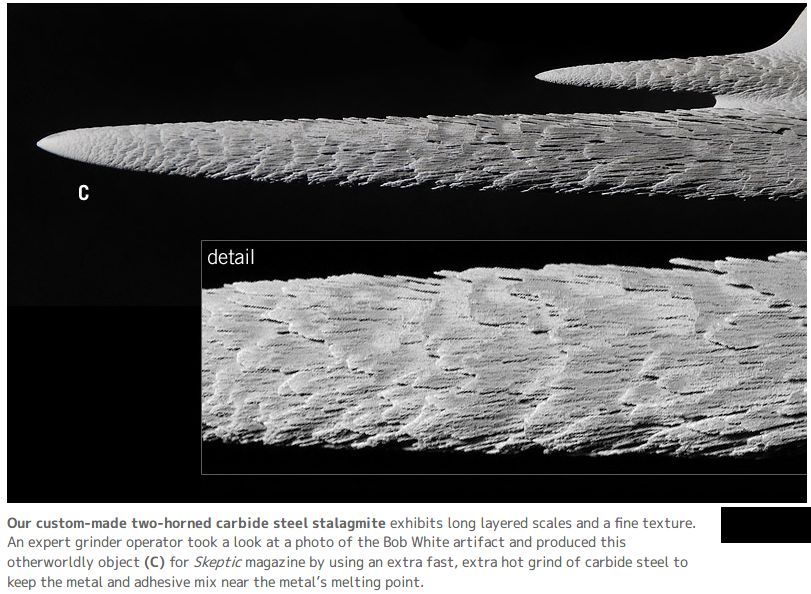 C
detail
Our custom-made two-horned carbide steel stalagmite exhibits long layered scales and a fine texture.
An expert grinder operator took a look at a photo of the Bob White artifact and produced this
otherworldly object (C) for Skeptic magazine by using an extra fast, extra hot grind of carbide steel to
keep the metal and adhesive mix near the metal's melting point.